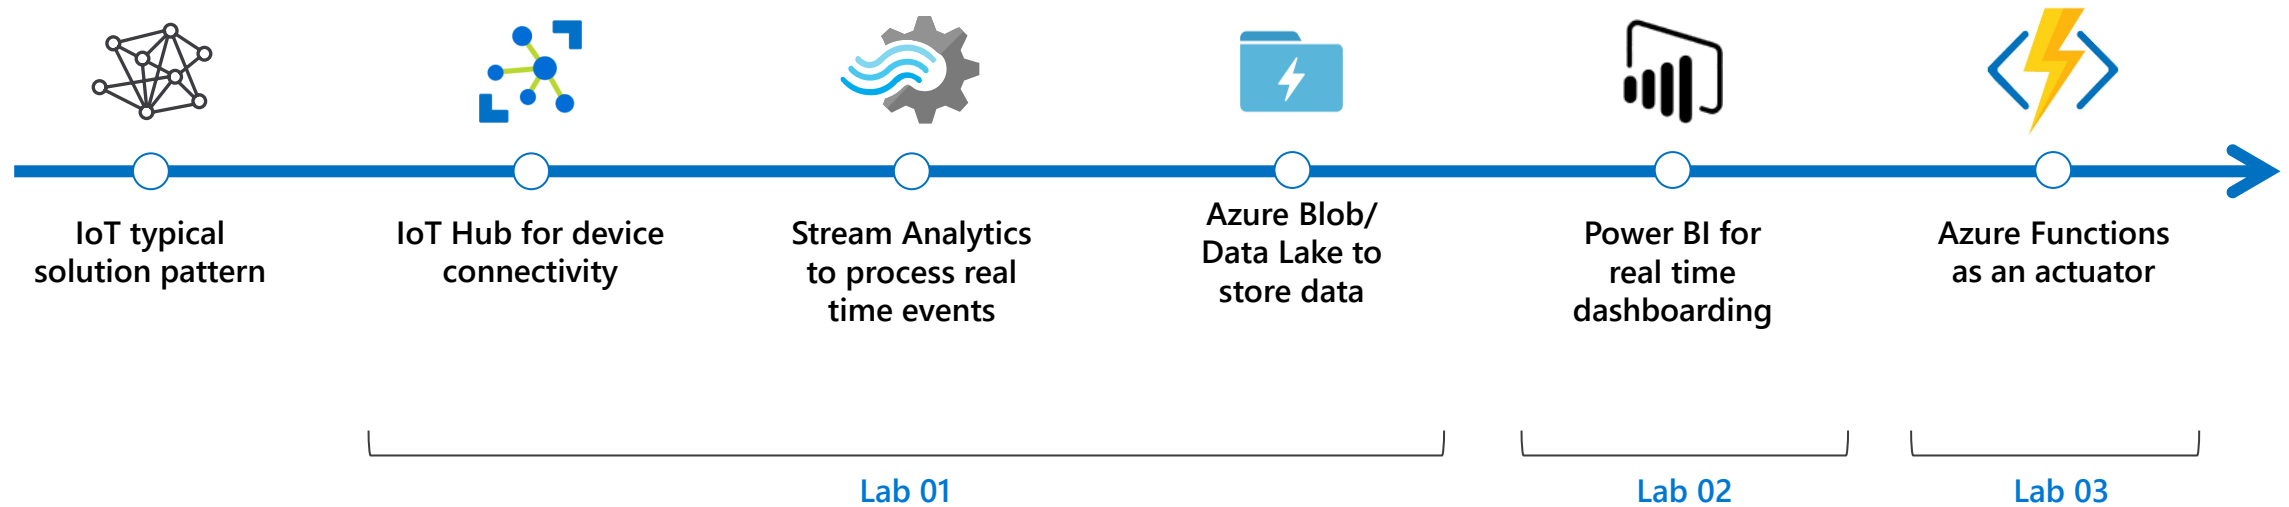 IoT typical
solution pattern
IoT Hub for device
connectivity
Stream Analytics
to process real
time events
Azure Blob/
Data Lake to
store data
Power BI for
real time
dashboarding
Azure Functions
as an actuator
Lab 01
Lab 02
Lab 03